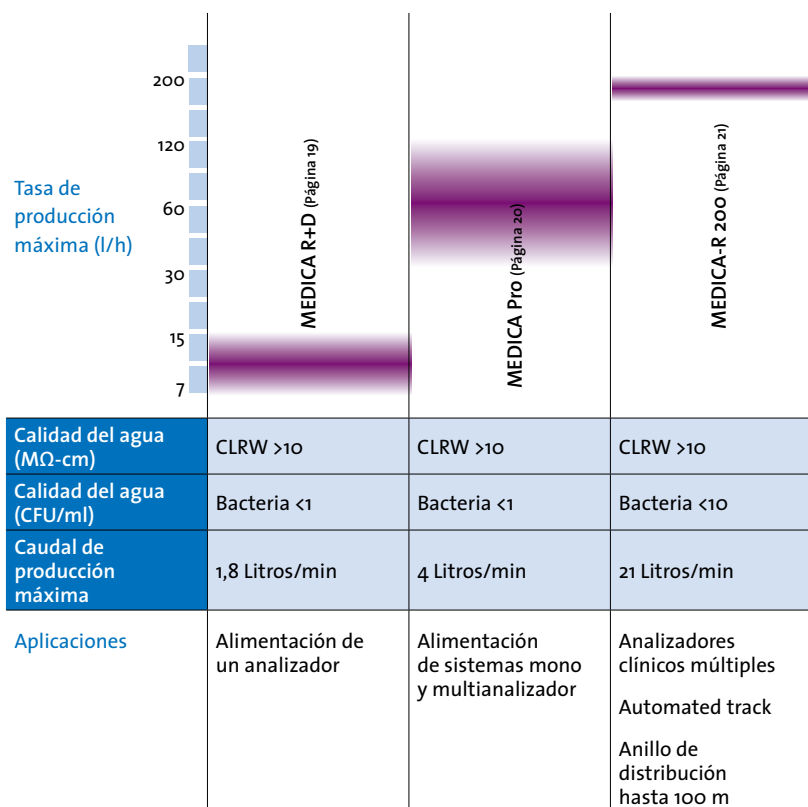 Tasa de
producción
máxima (l/h)
200
120
60
30
15
7
MEDICA R+D (Página 19)
MEDICA Pro (Página 20)
MEDICA-R 200 (Página 21)
Calidad del agua
(MΩ-cm)
CLRW >10
CLRW >10
CLRW >10
Calidad del agua
(CFU/ml)
Bacteria <1
Bacteria <1
Bacteria <10
Caudal de
producción
máxima
1,8 Litros/min
4 Litros/min
21 Litros/min
Aplicaciones
Alimentación de
un analizador
Alimentación
de sistemas mono
y multianalizador
Analizadores
clínicos múltiples
Automated track
Anillo de
distribución
hasta 100 m